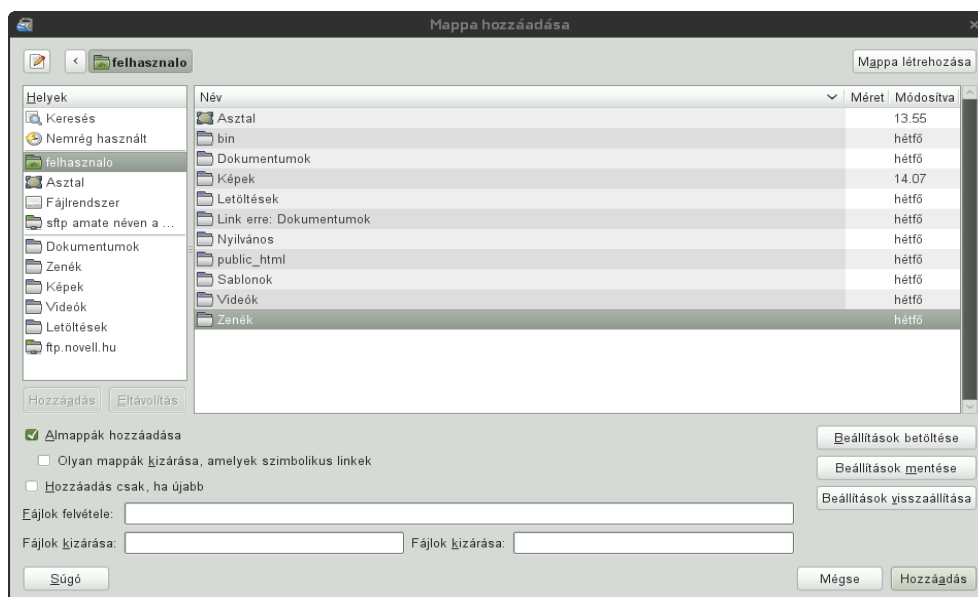 Mappa hozzáadása
felhasznalo
Mappa létrehozása
Helyek
Keresés
Nemrég használt
felhasznalo
Asztal
Fájlrendszer
sftp amate néven a ...
Dokumentumok
Zenék
Képek
Videók
Letöltések
ftp.novell.hu
Hozzáadás Eltávolítás
Név Méret Módosítva
Asztal 13.55
bin hétfő
Dokumentumok hétfő
Képek 14.07
Letöltések hétfő
Link erre: Dokumentumok hétfő
Nyilvános hétfő
public_html hétfő
Sablonok hétfő
Videók hétfő
Zenék hétfő
Almappák hozzáadása
Olyan mappák kizárása, amelyek szimbolikus linkek
Hozzáadás csak, ha újabb
Fájlok felvétele:
Fájlok kizárása: Fájlok kizárása:
Beállítások betöltése
Beállítások mentése
Beállítások visszaállítása
Súgó Mégse Hozzáadás